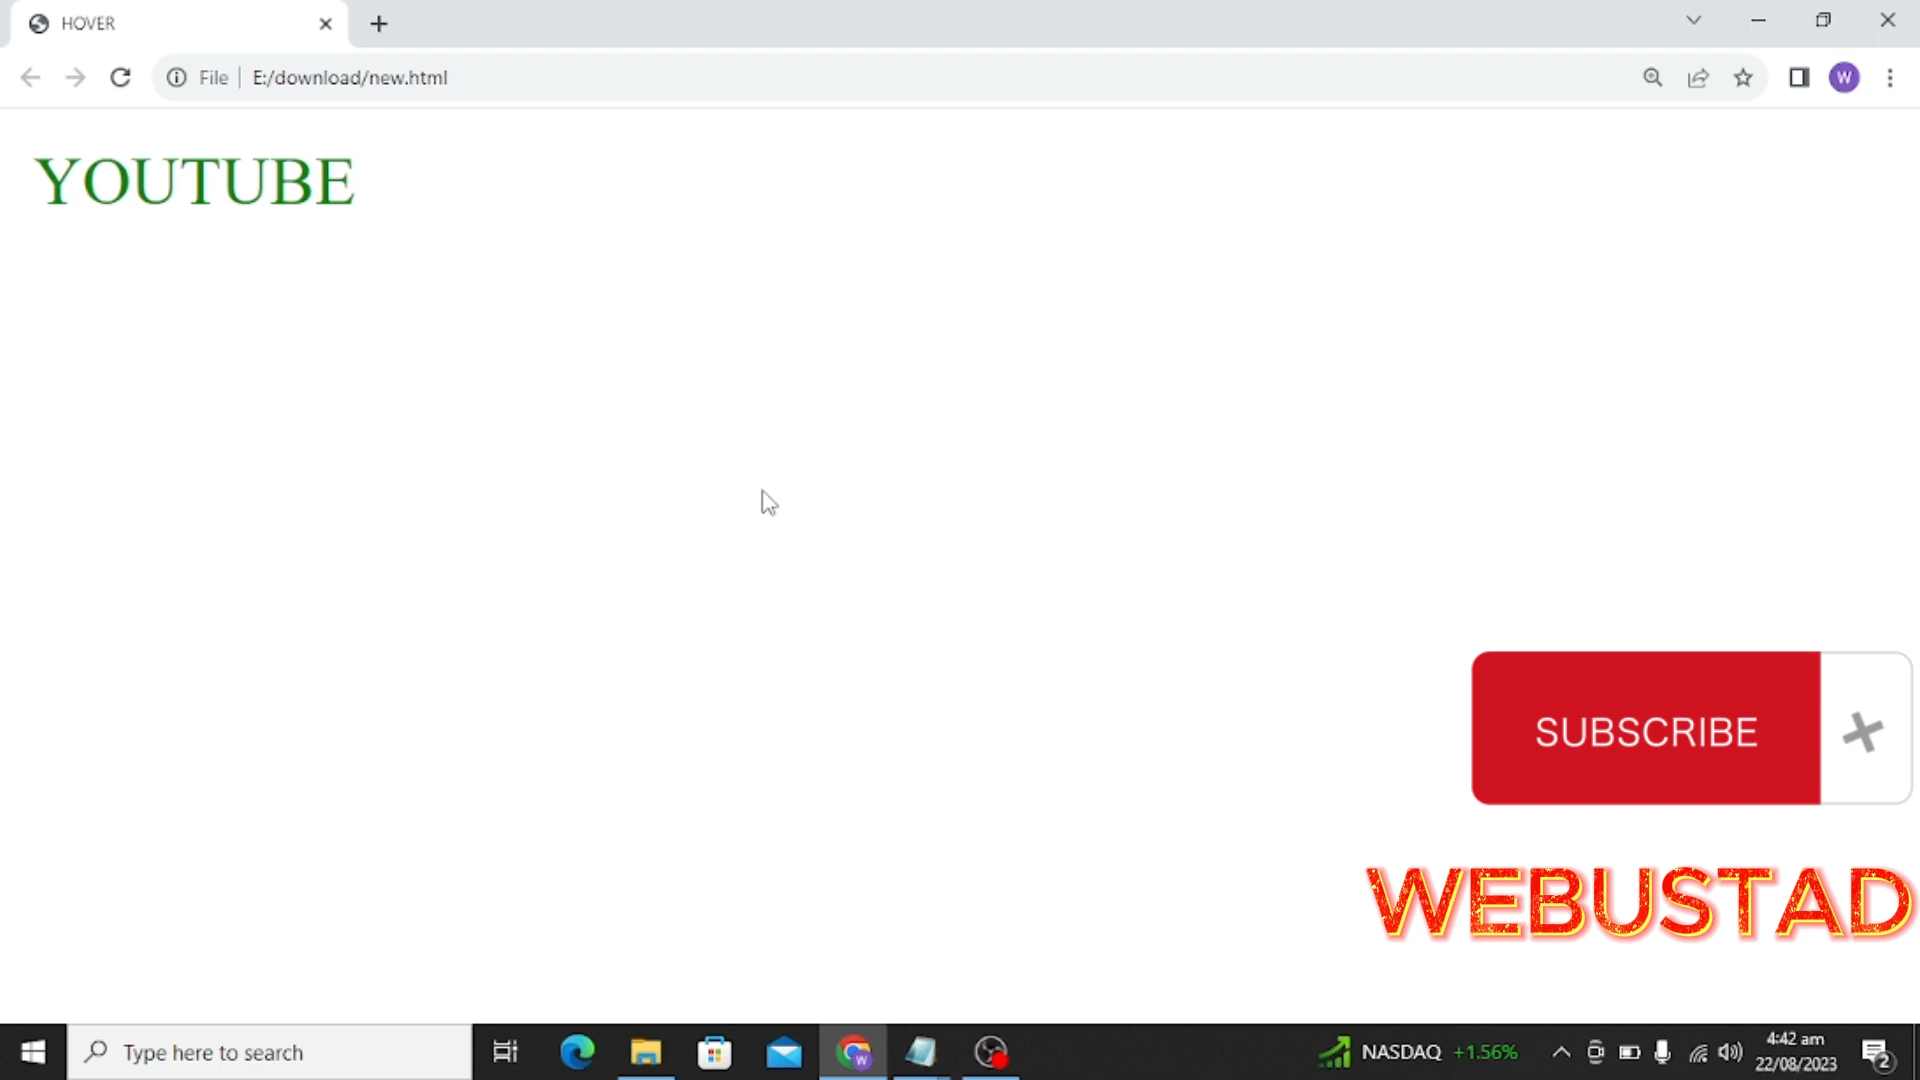 HOVER
File
E:/download/new.html
W
YOUTUBE
SUBSCRIBE
WEBUSTAD
Type here to search
W
NASDAQ +1.56%
4:42 am
22/08/2023
2